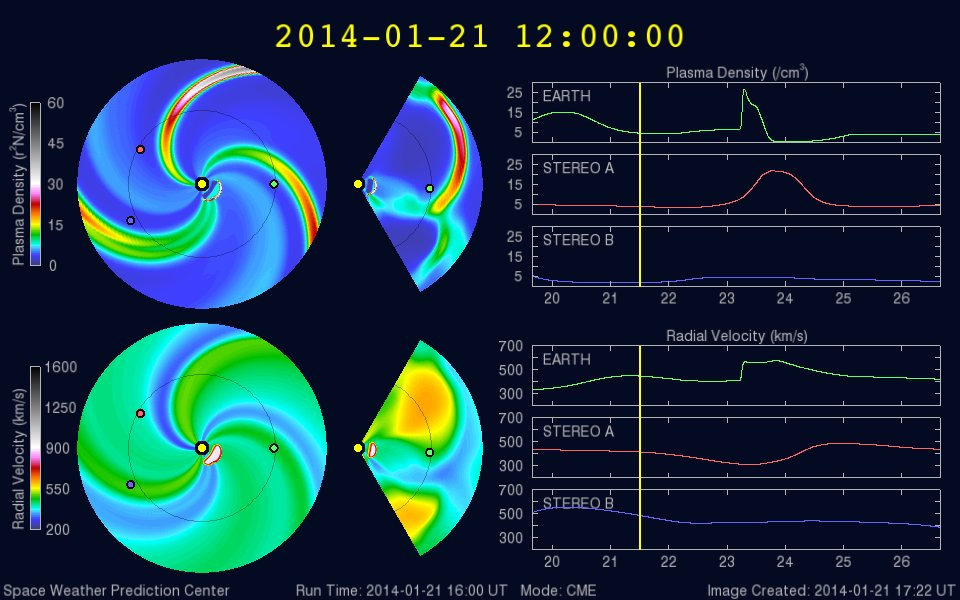 2014-01-21 12:00:00
Plasma Density (r²N/cm³)
60
45
30
15
0
Plasma Density (/cm³)
EARTH
25
15
5
STEREO A
25
15
5
STEREO B
25
15
5
20 21 22 23 24 25 26
Radial Velocity (km/s)
1600
1250
900
550
200
Radial Velocity (km/s)
EARTH
700
500
300
STEREO A
700
500
300
STEREO B
700
500
300
20 21 22 23 24 25 26
Space Weather Prediction Center Run Time: 2014-01-21 16:00 UT Mode: CME Image Created: 2014-01-21 17:22 UT